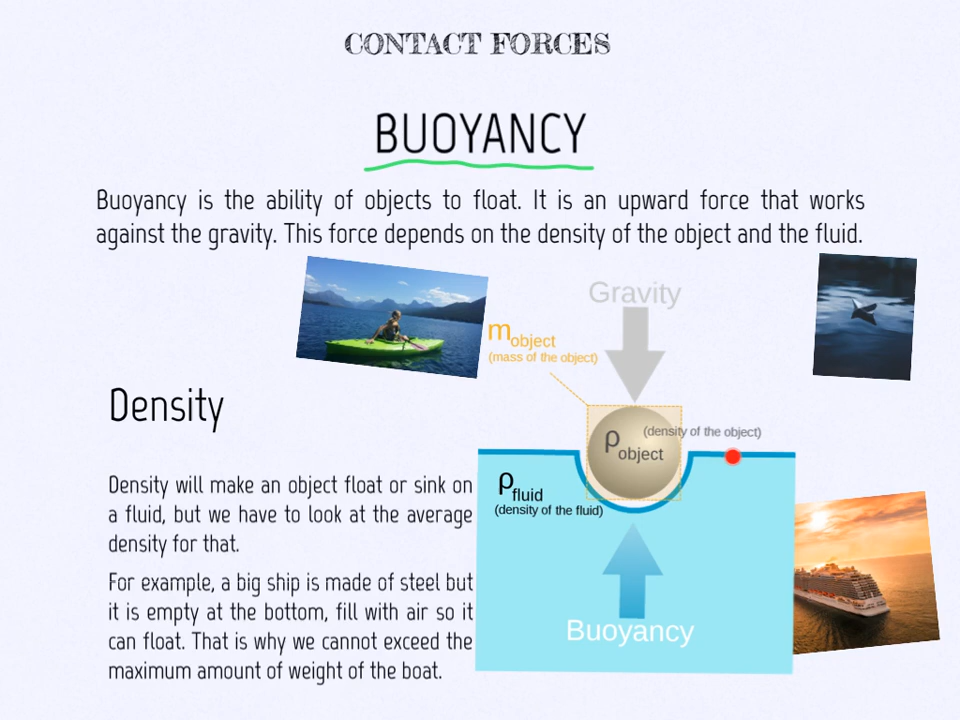 CONTACT FORCES
BUOYANCY
Buoyancy is the ability of objects to float. It is an upward force that works
against the gravity. This force depends on the density of the object and the fluid.
Gravity
m object
(mass of the object)
Density
(density of the object)
ρ object
ρ fluid
(density of the fluid)
Density will make an object float or sink on
a fluid, but we have to look at the average
density for that.
For example, a big ship is made of steel but
it is empty at the bottom, fill with air so it
can float. That is why we cannot exceed the
maximum amount of weight of the boat.
Buoyancy